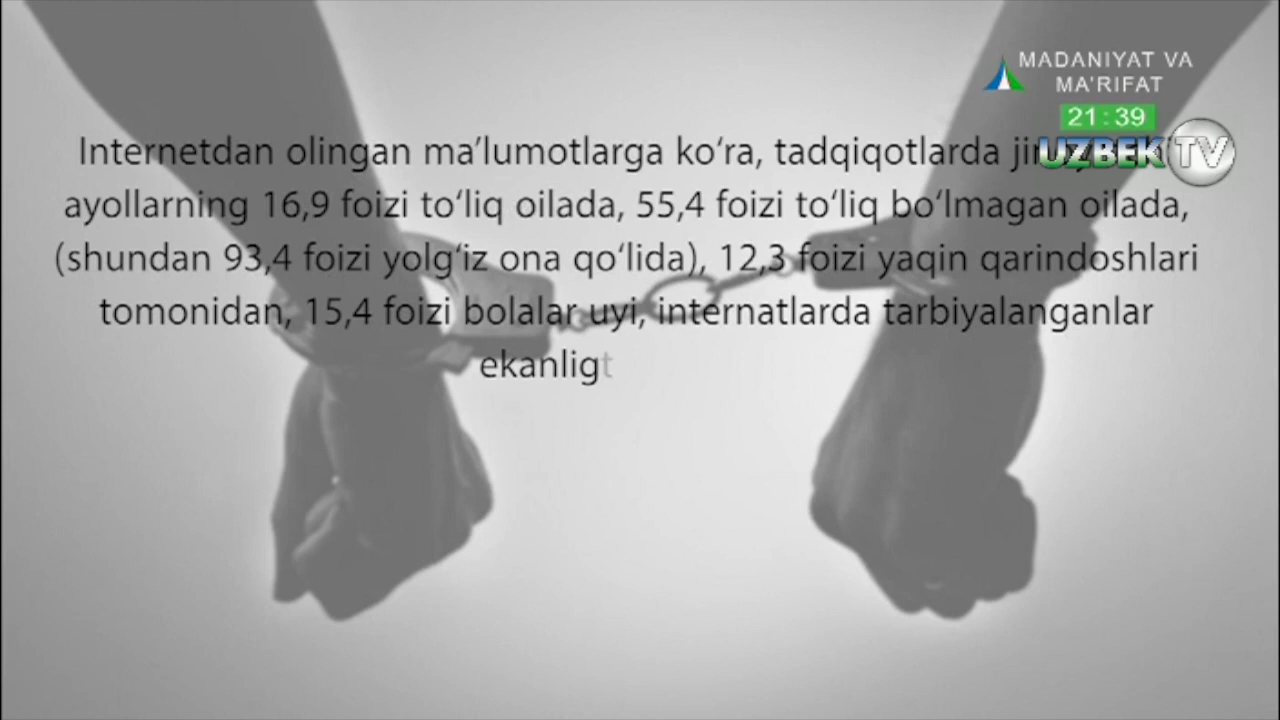 MADANIYAT VA
MA'RIFAT
21:39
UZBEK TV
Internetdan olingan ma’lumotlarga ko‘ra, tadqiqotlarda
ayollarning 16,9 foizi to‘liq oilada, 55,4 foizi to‘liq bo‘lmagan oilada,
(shundan 93,4 foizi yolg‘iz ona qo‘lida), 12,3 foizi yaqin qarindoshlari
tomonidan, 15,4 foizi bolalar uyi, internatlarda tarbiyalanganlar
ekanligt